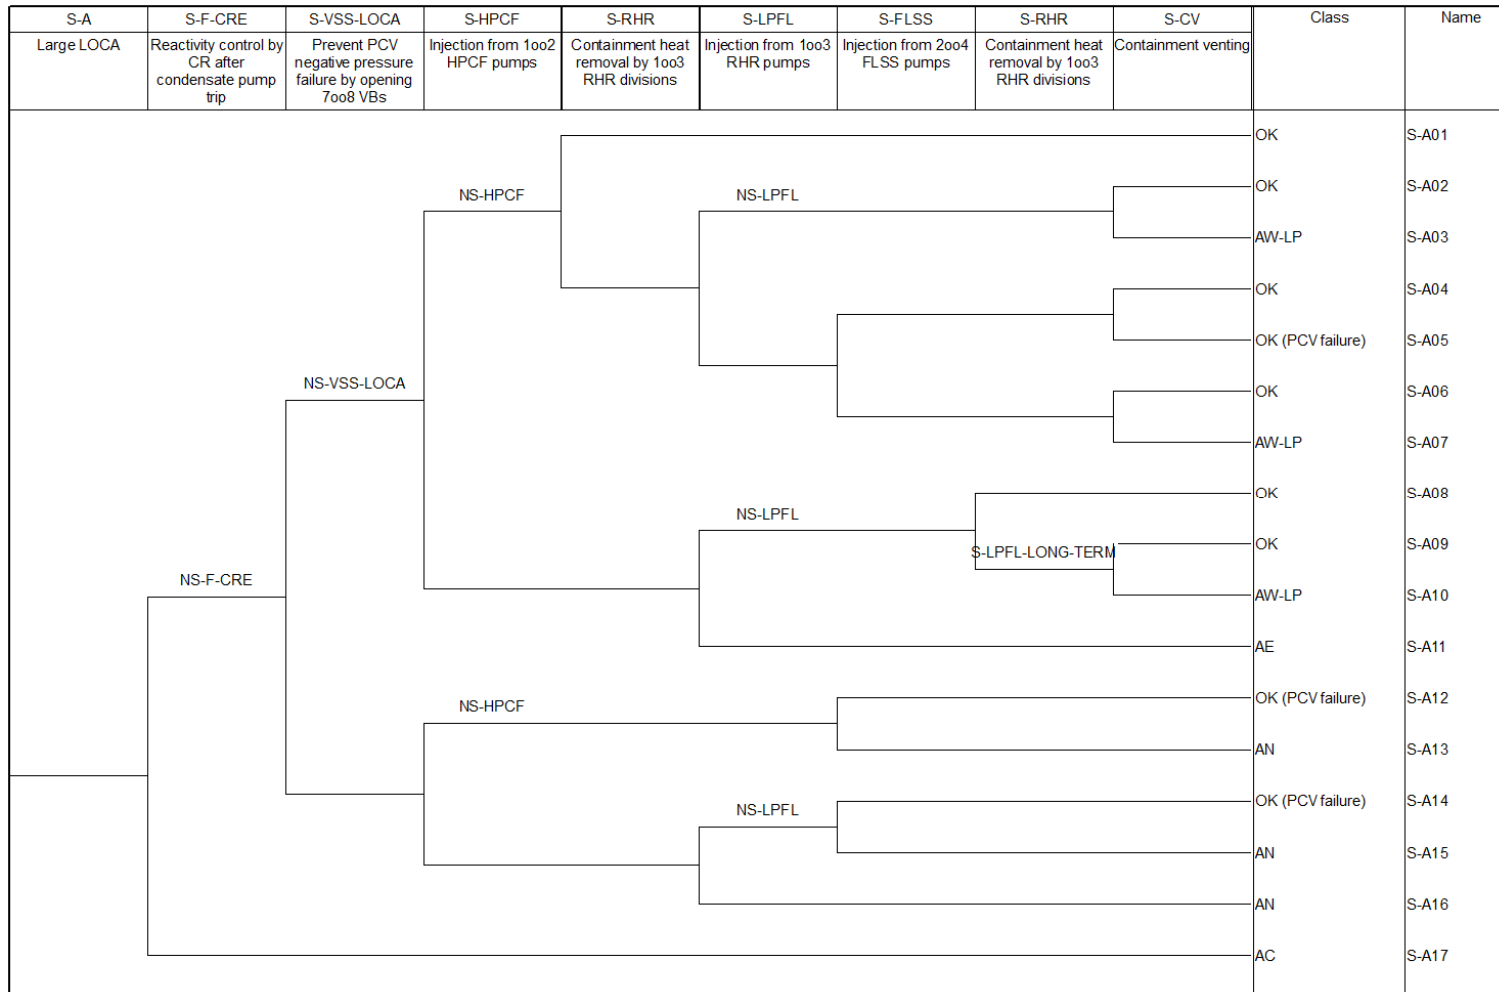 S-A S-F-CRE S-VSS-LOCA S-HPCF S-RHR S-LPFL S-FLSS S-RHR S-CV Class Name
Large LOCA
Reactivity control by
CR after
condensate pump
trip
Prevent PCV
negative pressure
failure by opening
7oo8 VBs
Injection from 1oo2
HPCF pumps
Containment heat
removal by 1oo3
RHR divisions
Injection from 1oo3
RHR pumps
Injection from 2oo4
FLSS pumps
Containment heat
removal by 1oo3
RHR divisions
Containment venting
OK S-A01
NS-HPCF NS-LPFL OK S-A02
AW-LP S-A03
OK S-A04
OK (PCV failure) S-A05
NS-VSS-LOCA OK S-A06
AW-LP S-A07
OK S-A08
NS-LPFL
S-LPFL-LONG-TERM OK S-A09
NS-F-CRE AW-LP S-A10
AE S-A11
NS-HPCF OK (PCV failure) S-A12
AN S-A13
NS-LPFL OK (PCV failure) S-A14
AN S-A15
AN S-A16
AC S-A17